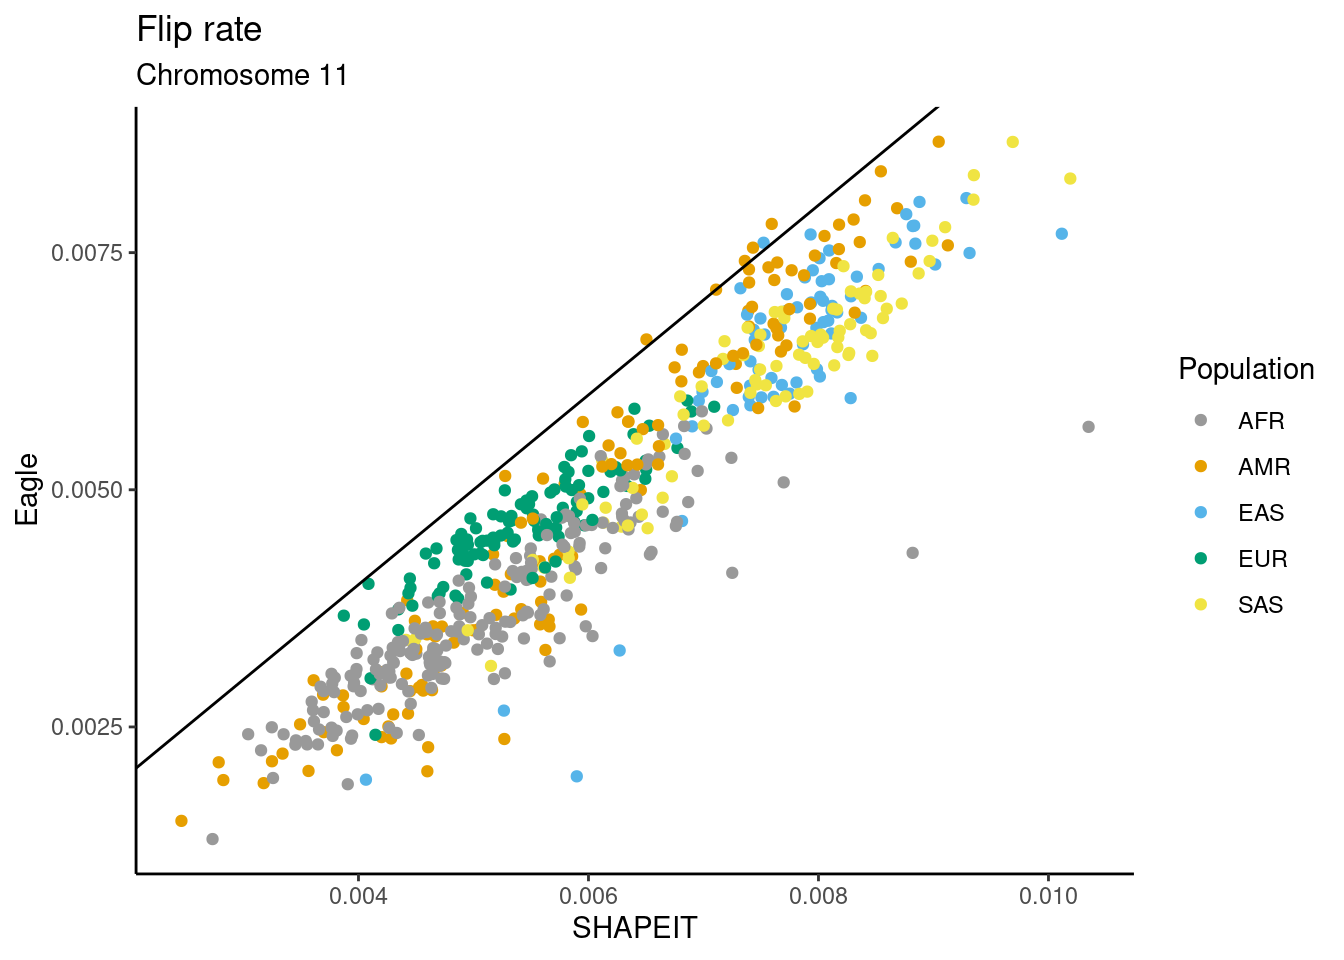 Flip rate
Chromosome 11
Eagle
0.0075
0.0050
0.0025
0.004
0.006
0.008
0.010
SHAPEIT
Population
AFR
AMR
EAS
EUR
SAS